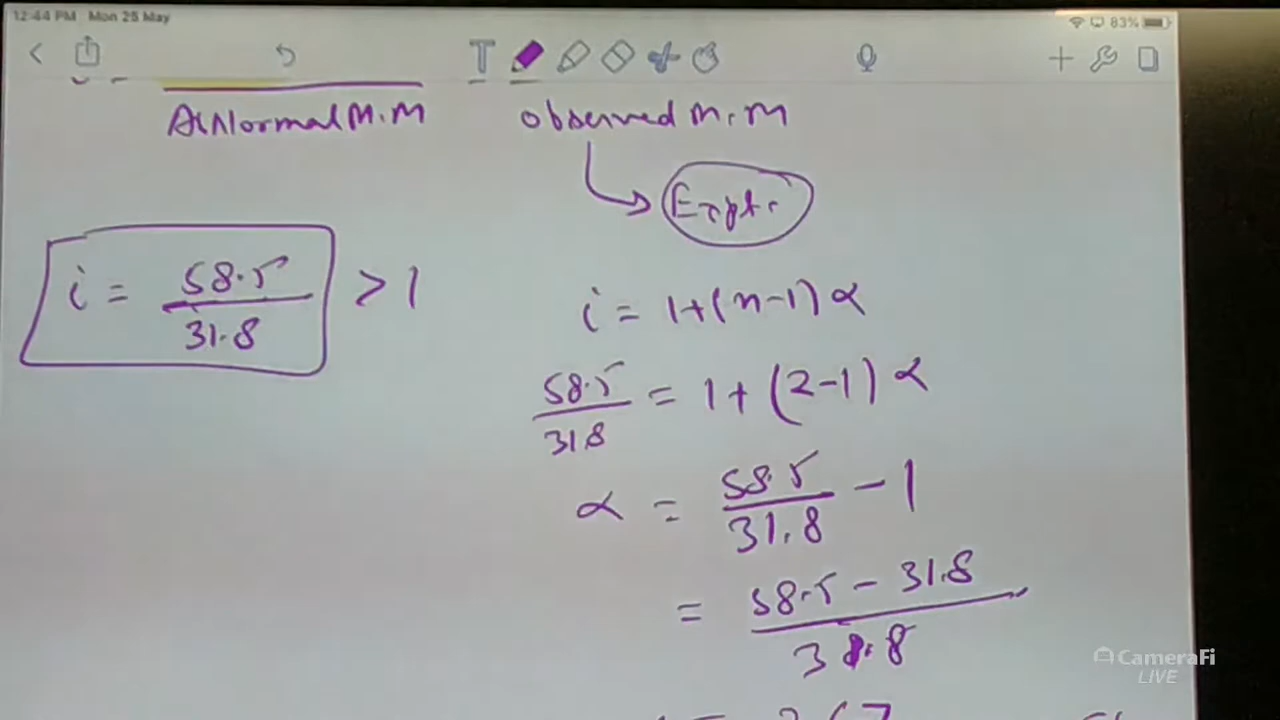 12:44 PM Mon 25 May
83%
T
Abnormal M.M
observed M.M
Expt.
i = 58.5 / 31.8 > 1
i = 1+(n-1) α
58.5 / 31.8 = 1 + (2-1) α
α = 58.5 / 31.8 - 1
= 58.5 - 31.8 / 31.8
CameraFi
LIVE